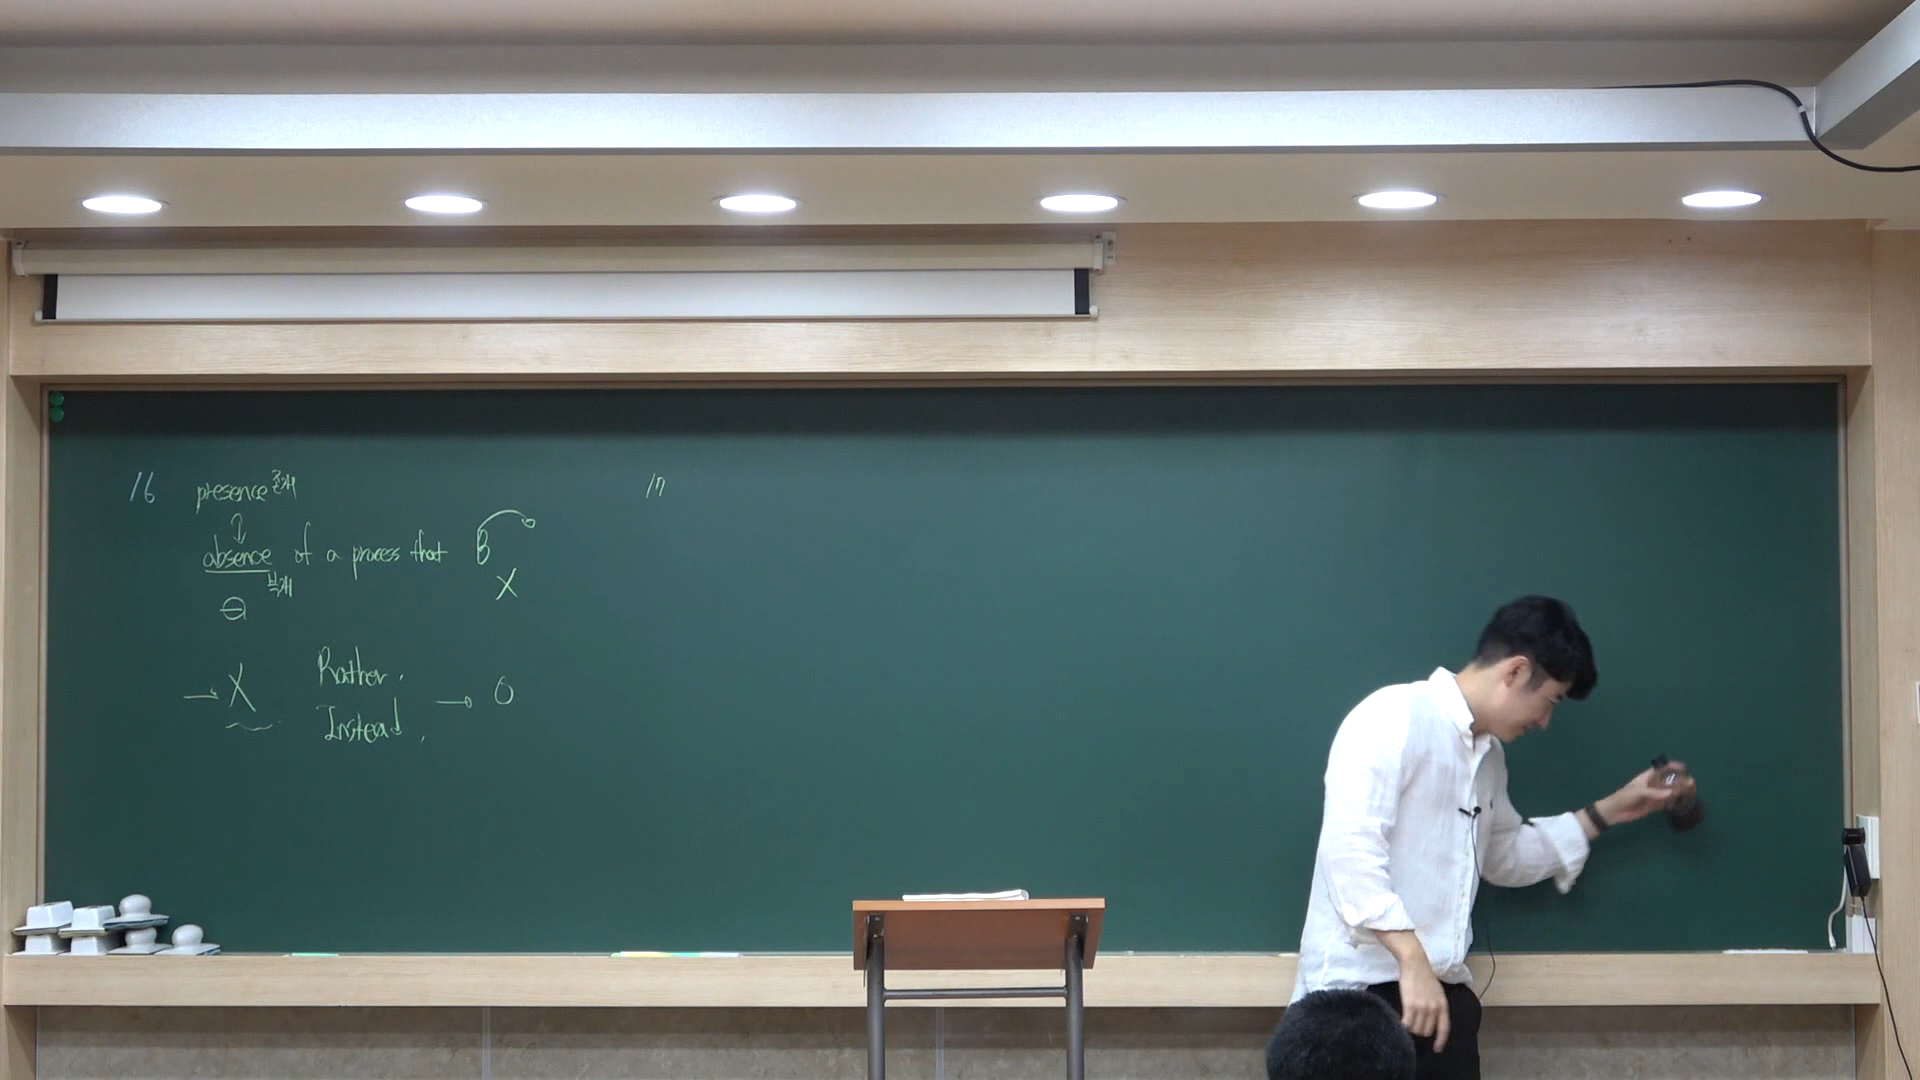 16 presence 존재
absence of a process that B
부재 X
⊖
→ X Rather, → O
Instead,
17